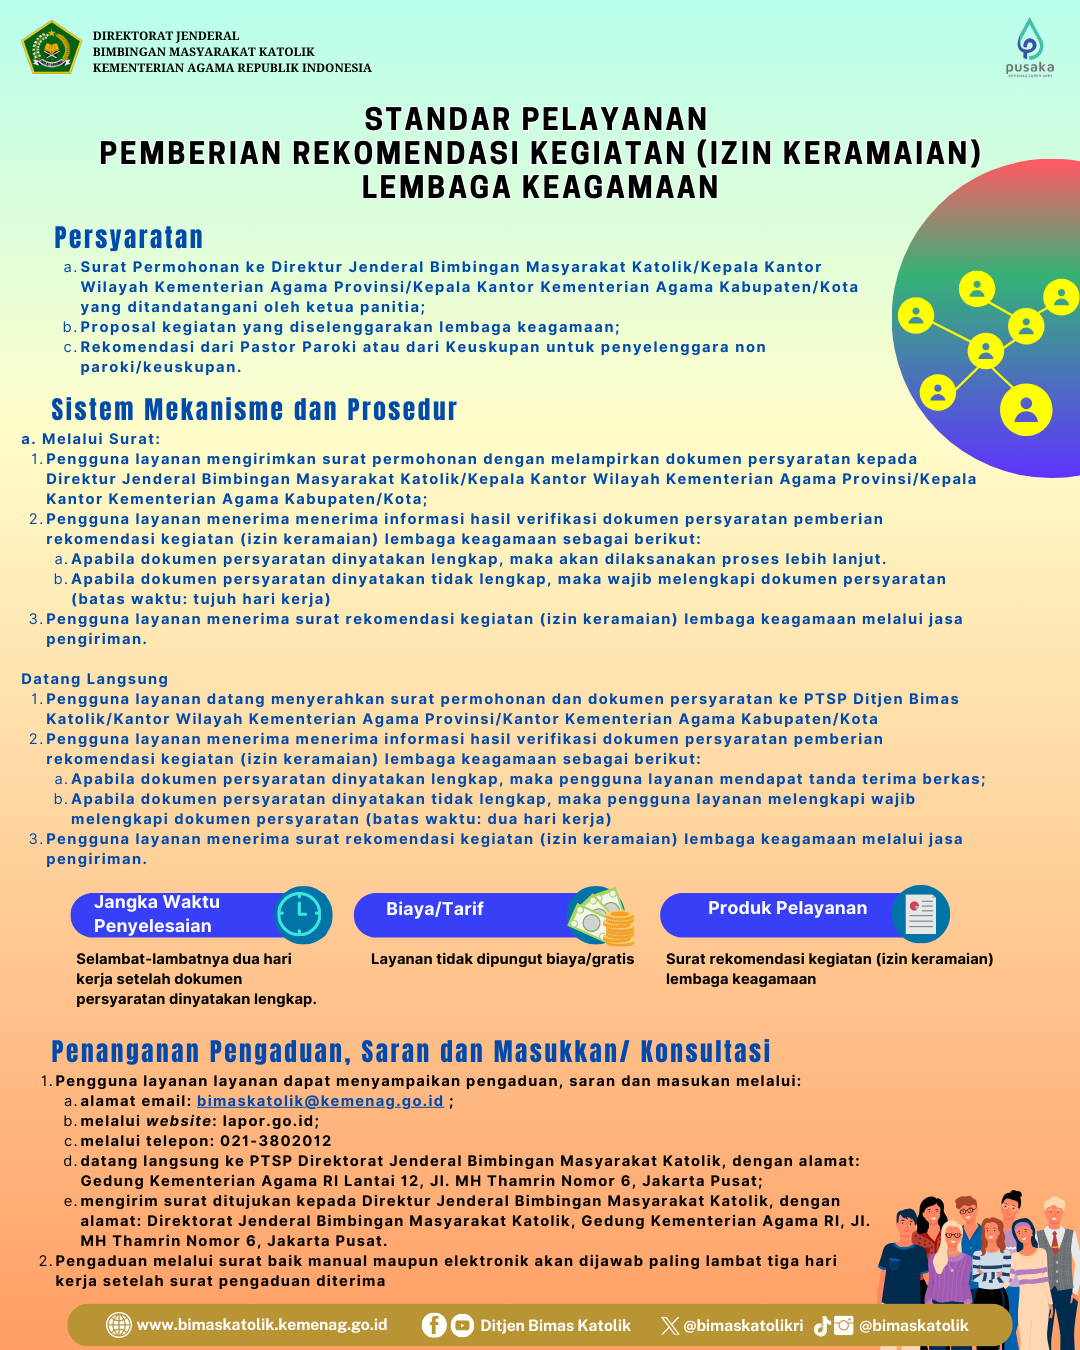 DIREKTORAT JENDERAL
BIMBINGAN MASYARAKAT KATOLIK
KEMENTERIAN AGAMA REPUBLIK INDONESIA
pusaka
STANDAR PELAYANAN
PEMBERIAN REKOMENDASI KEGIATAN (IZIN KERAMAIAN)
LEMBAGA KEAGAMAAN
Persyaratan
a. Surat Permohonan ke Direktur Jenderal Bimbingan Masyarakat Katolik/Kepala Kantor
Wilayah Kementerian Agama Provinsi/Kepala Kantor Kementerian Agama Kabupaten/Kota
yang ditandatangani oleh ketua panitia;
b. Proposal kegiatan yang diselenggarakan lembaga keagamaan;
c. Rekomendasi dari Pastor Paroki atau dari Keuskupan untuk penyelenggara non
paroki/keuskupan.
Sistem Mekanisme dan Prosedur
a. Melalui Surat:
1. Pengguna layanan mengirimkan surat permohonan dengan melampirkan dokumen persyaratan kepada
Direktur Jenderal Bimbingan Masyarakat Katolik/Kepala Kantor Wilayah Kementerian Agama Provinsi/Kepala
Kantor Kementerian Agama Kabupaten/Kota;
2. Pengguna layanan menerima menerima informasi hasil verifikasi dokumen persyaratan pemberian
rekomendasi kegiatan (izin keramaian) lembaga keagamaan sebagai berikut:
a. Apabila dokumen persyaratan dinyatakan lengkap, maka akan dilaksanakan proses lebih lanjut.
b. Apabila dokumen persyaratan dinyatakan tidak lengkap, maka wajib melengkapi dokumen persyaratan
(batas waktu: tujuh hari kerja)
3. Pengguna layanan menerima surat rekomendasi kegiatan (izin keramaian) lembaga keagamaan melalui jasa
pengiriman.
Datang Langsung
1. Pengguna layanan datang menyerahkan surat permohonan dan dokumen persyaratan ke PTSP Ditjen Bimas
Katolik/Kantor Wilayah Kementerian Agama Provinsi/Kantor Kementerian Agama Kabupaten/Kota
2. Pengguna layanan menerima menerima informasi hasil verifikasi dokumen persyaratan pemberian
rekomendasi kegiatan (izin keramaian) lembaga keagamaan sebagai berikut:
a. Apabila dokumen persyaratan dinyatakan lengkap, maka pengguna layanan mendapat tanda terima berkas;
b. Apabila dokumen persyaratan dinyatakan tidak lengkap, maka pengguna layanan melengkapi wajib
melengkapi dokumen persyaratan (batas waktu: dua hari kerja)
3. Pengguna layanan menerima surat rekomendasi kegiatan (izin keramaian) lembaga keagamaan melalui jasa
pengiriman.
Jangka Waktu
Penyelesaian
Selambat-lambatnya dua hari
kerja setelah dokumen
persyaratan dinyatakan lengkap.
Biaya/Tarif
Layanan tidak dipungut biaya/gratis
Produk Pelayanan
Surat rekomendasi kegiatan (izin keramaian)
lembaga keagamaan
Penanganan Pengaduan, Saran dan Masukkan/ Konsultasi
1. Pengguna layanan layanan dapat menyampaikan pengaduan, saran dan masukan melalui:
a. alamat email: bimaskatolik@kemenag.go.id ;
b. melalui website: lapor.go.id;
c. melalui telepon: 021-3802012
d. datang langsung ke PTSP Direktorat Jenderal Bimbingan Masyarakat Katolik, dengan alamat:
Gedung Kementerian Agama RI Lantai 12, Jl. MH Thamrin Nomor 6, Jakarta Pusat;
e. mengirim surat ditujukan kepada Direktur Jenderal Bimbingan Masyarakat Katolik, dengan
alamat: Direktorat Jenderal Bimbingan Masyarakat Katolik, Gedung Kementerian Agama RI, Jl.
MH Thamrin Nomor 6, Jakarta Pusat.
2. Pengaduan melalui surat baik manual maupun elektronik akan dijawab paling lambat tiga hari
kerja setelah surat pengaduan diterima
www.bimaskatolik.kemenag.go.id Ditjen Bimas Katolik @bimaskatolikri @bimaskatolik